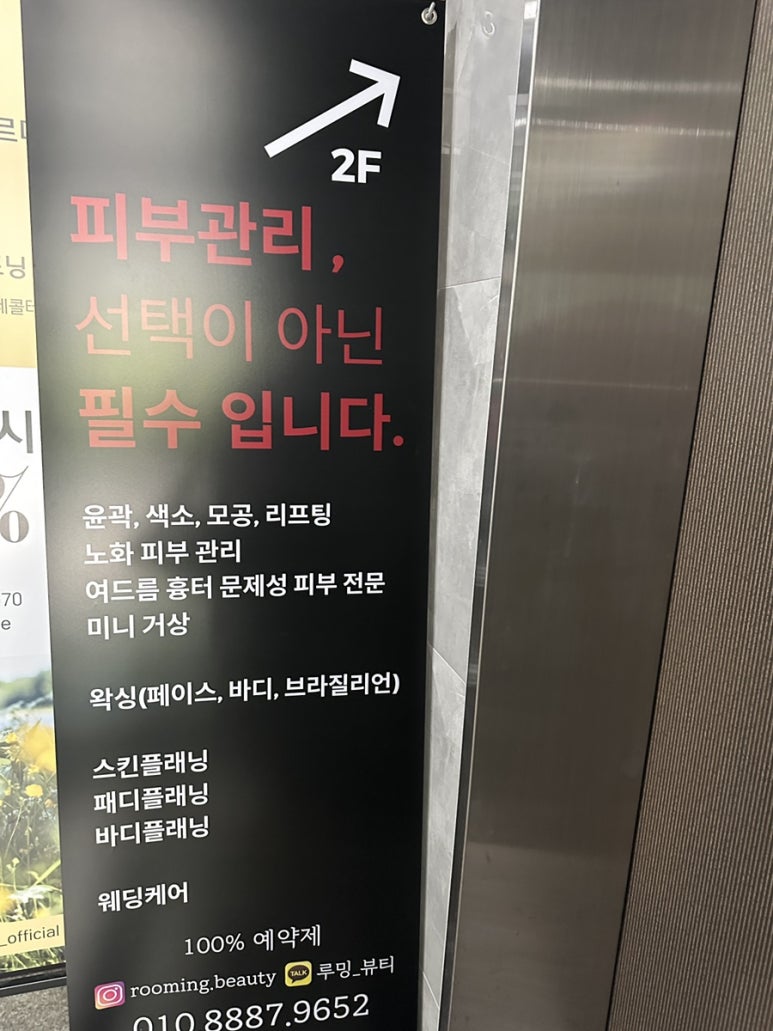 2F
피부관리,
선택이 아닌
필수 입니다.
윤곽, 색소, 모공, 리프팅
노화 피부 관리
여드름 흉터 문제성 피부 전문
미니 거상
왁싱(페이스, 바디, 브라질리언)
스킨플래닝
패디플래닝
바디플래닝
웨딩케어
100% 예약제
rooming.beauty TALK 루밍_뷰티
010 8887.9652
시
%
70
e
_official